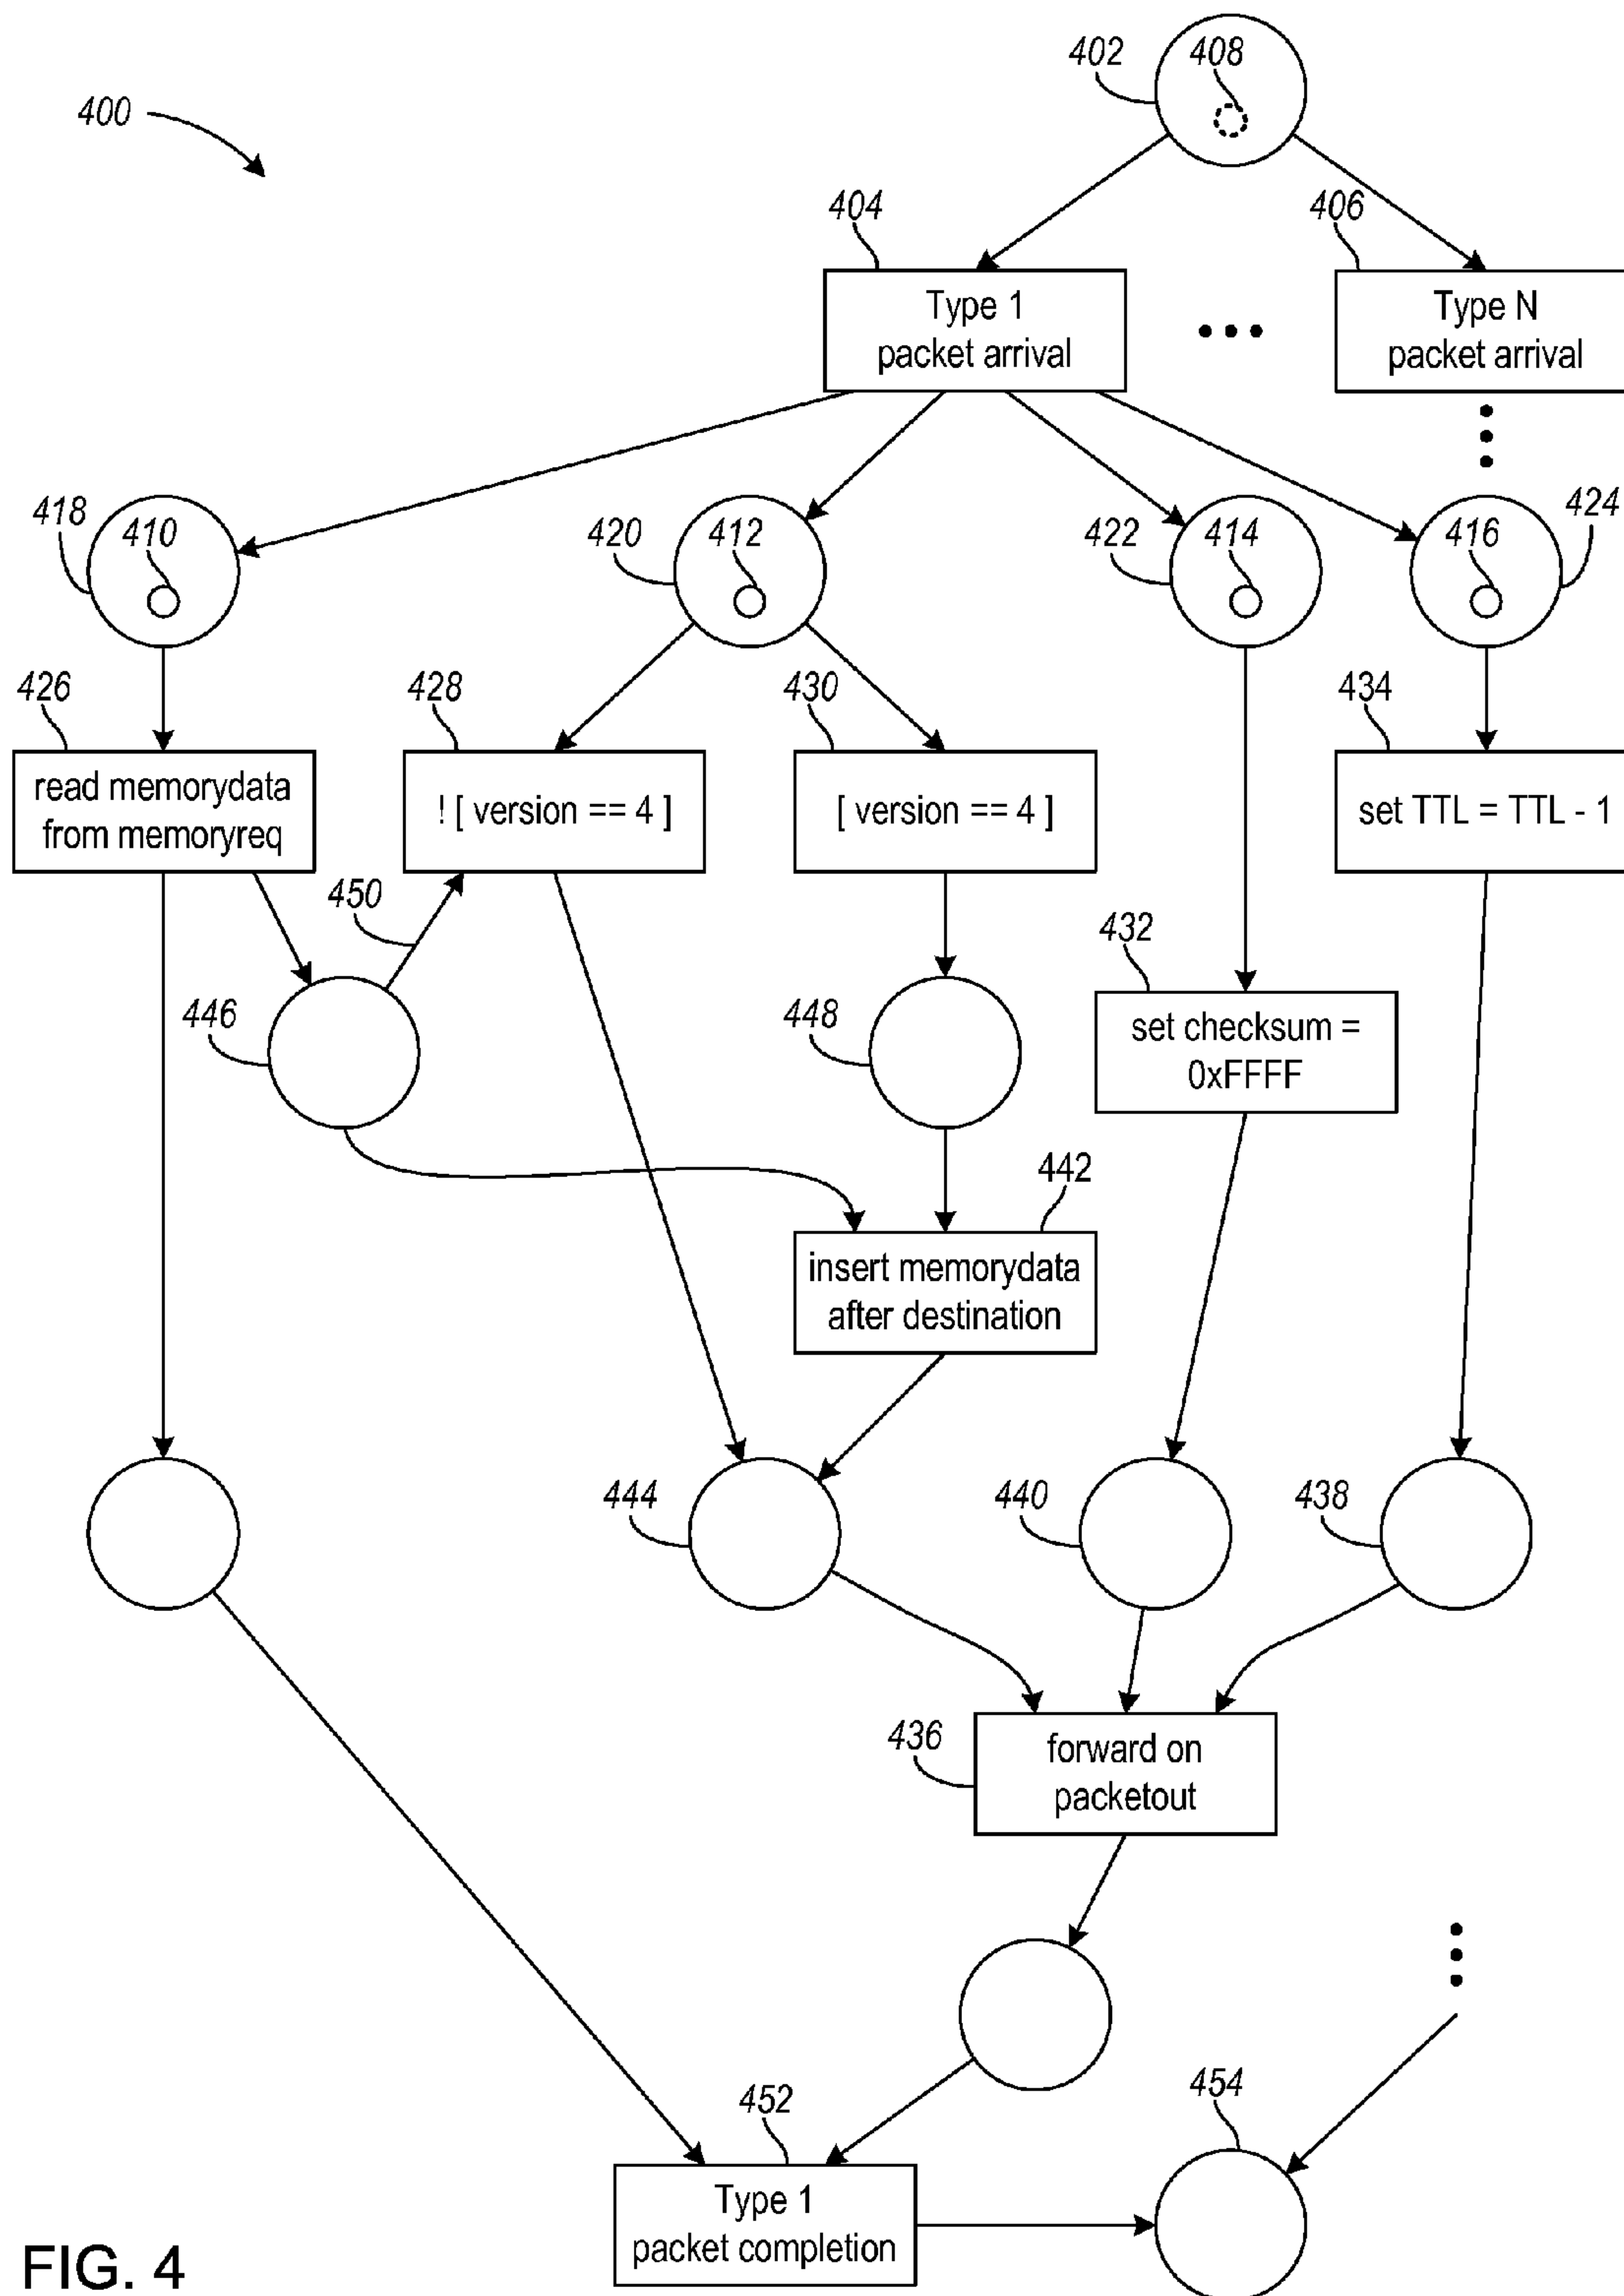 402
408
400
404
406
Type 1
packet arrival
Type N
packet arrival
418
410
420
412
422
414
416
424
426
428
430
434
read memorydata
from memoryreq
! [ version == 4 ]
[ version == 4 ]
set TTL = TTL - 1
450
432
446
448
set checksum =
0xFFFF
442
insert memorydata
after destination
444
440
438
436
forward on
packetout
452
454
Type 1
packet completion
FIG. 4